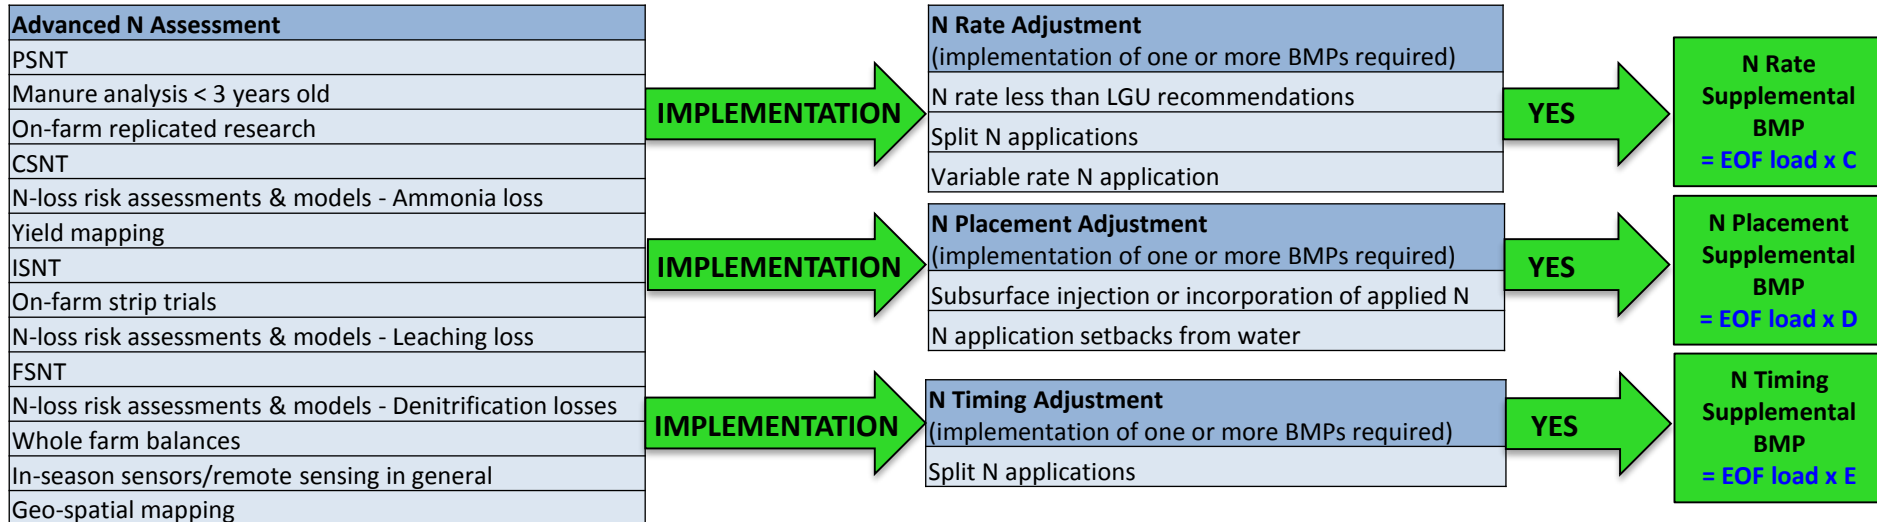 Advanced N Assessment
PSNT
Manure analysis < 3 years old
On-farm replicated research
CSNT
N-loss risk assessments & models - Ammonia loss
Yield mapping
ISNT
On-farm strip trials
N-loss risk assessments & models - Leaching loss
FSNT
N-loss risk assessments & models - Denitrification losses
Whole farm balances
In-season sensors/remote sensing in general
Geo-spatial mapping
IMPLEMENTATION
N Rate Adjustment
(implementation of one or more BMPs required)
N rate less than LGU recommendations
Split N applications
Variable rate N application
YES
N Rate
Supplemental
BMP
= EOF load x C
IMPLEMENTATION
N Placement Adjustment
(implementation of one or more BMPs required)
Subsurface injection or incorporation of applied N
N application setbacks from water
YES
N Placement
Supplemental
BMP
= EOF load x D
IMPLEMENTATION
N Timing Adjustment
(implementation of one or more BMPs required)
Split N applications
YES
N Timing
Supplemental
BMP
= EOF load x E